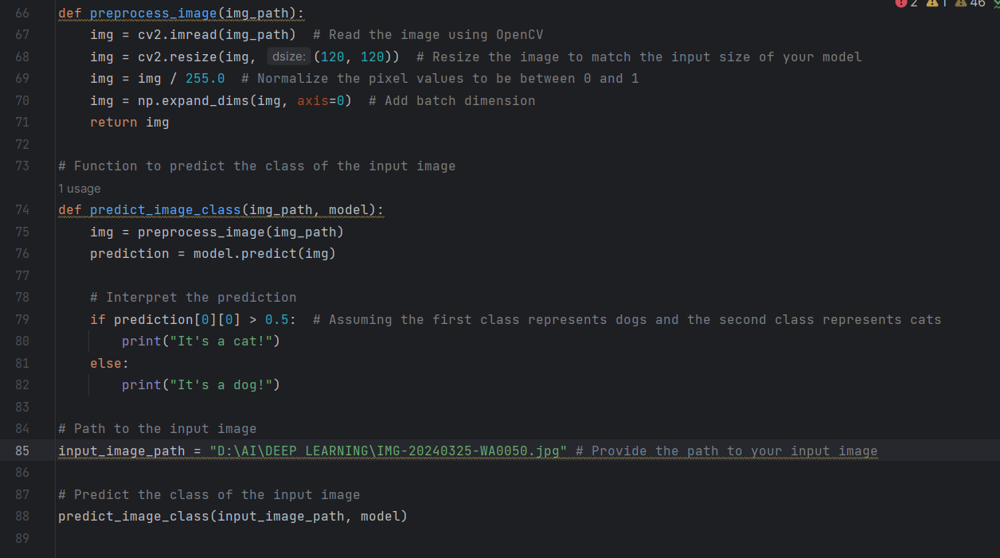 2 1 46
66 def preprocess_image(img_path):
67 img = cv2.imread(img_path)  # Read the image using OpenCV
68 img = cv2.resize(img, dsize: (120, 120))  # Resize the image to match the input size of your model
69 img = img / 255.0  # Normalize the pixel values to be between 0 and 1
70 img = np.expand_dims(img, axis=0)  # Add batch dimension
71 return img
72
73 # Function to predict the class of the input image
1 usage
74 def predict_image_class(img_path, model):
75 img = preprocess_image(img_path)
76 prediction = model.predict(img)
77
78 # Interpret the prediction
79 if prediction[0][0] > 0.5:  # Assuming the first class represents dogs and the second class represents cats
80 print("It's a cat!")
81 else:
82 print("It's a dog!")
83
84 # Path to the input image
85 input_image_path = "D:\AI\DEEP LEARNING\IMG-20240325-WA0050.jpg" # Provide the path to your input image
86
87 # Predict the class of the input image
88 predict_image_class(input_image_path, model)
89